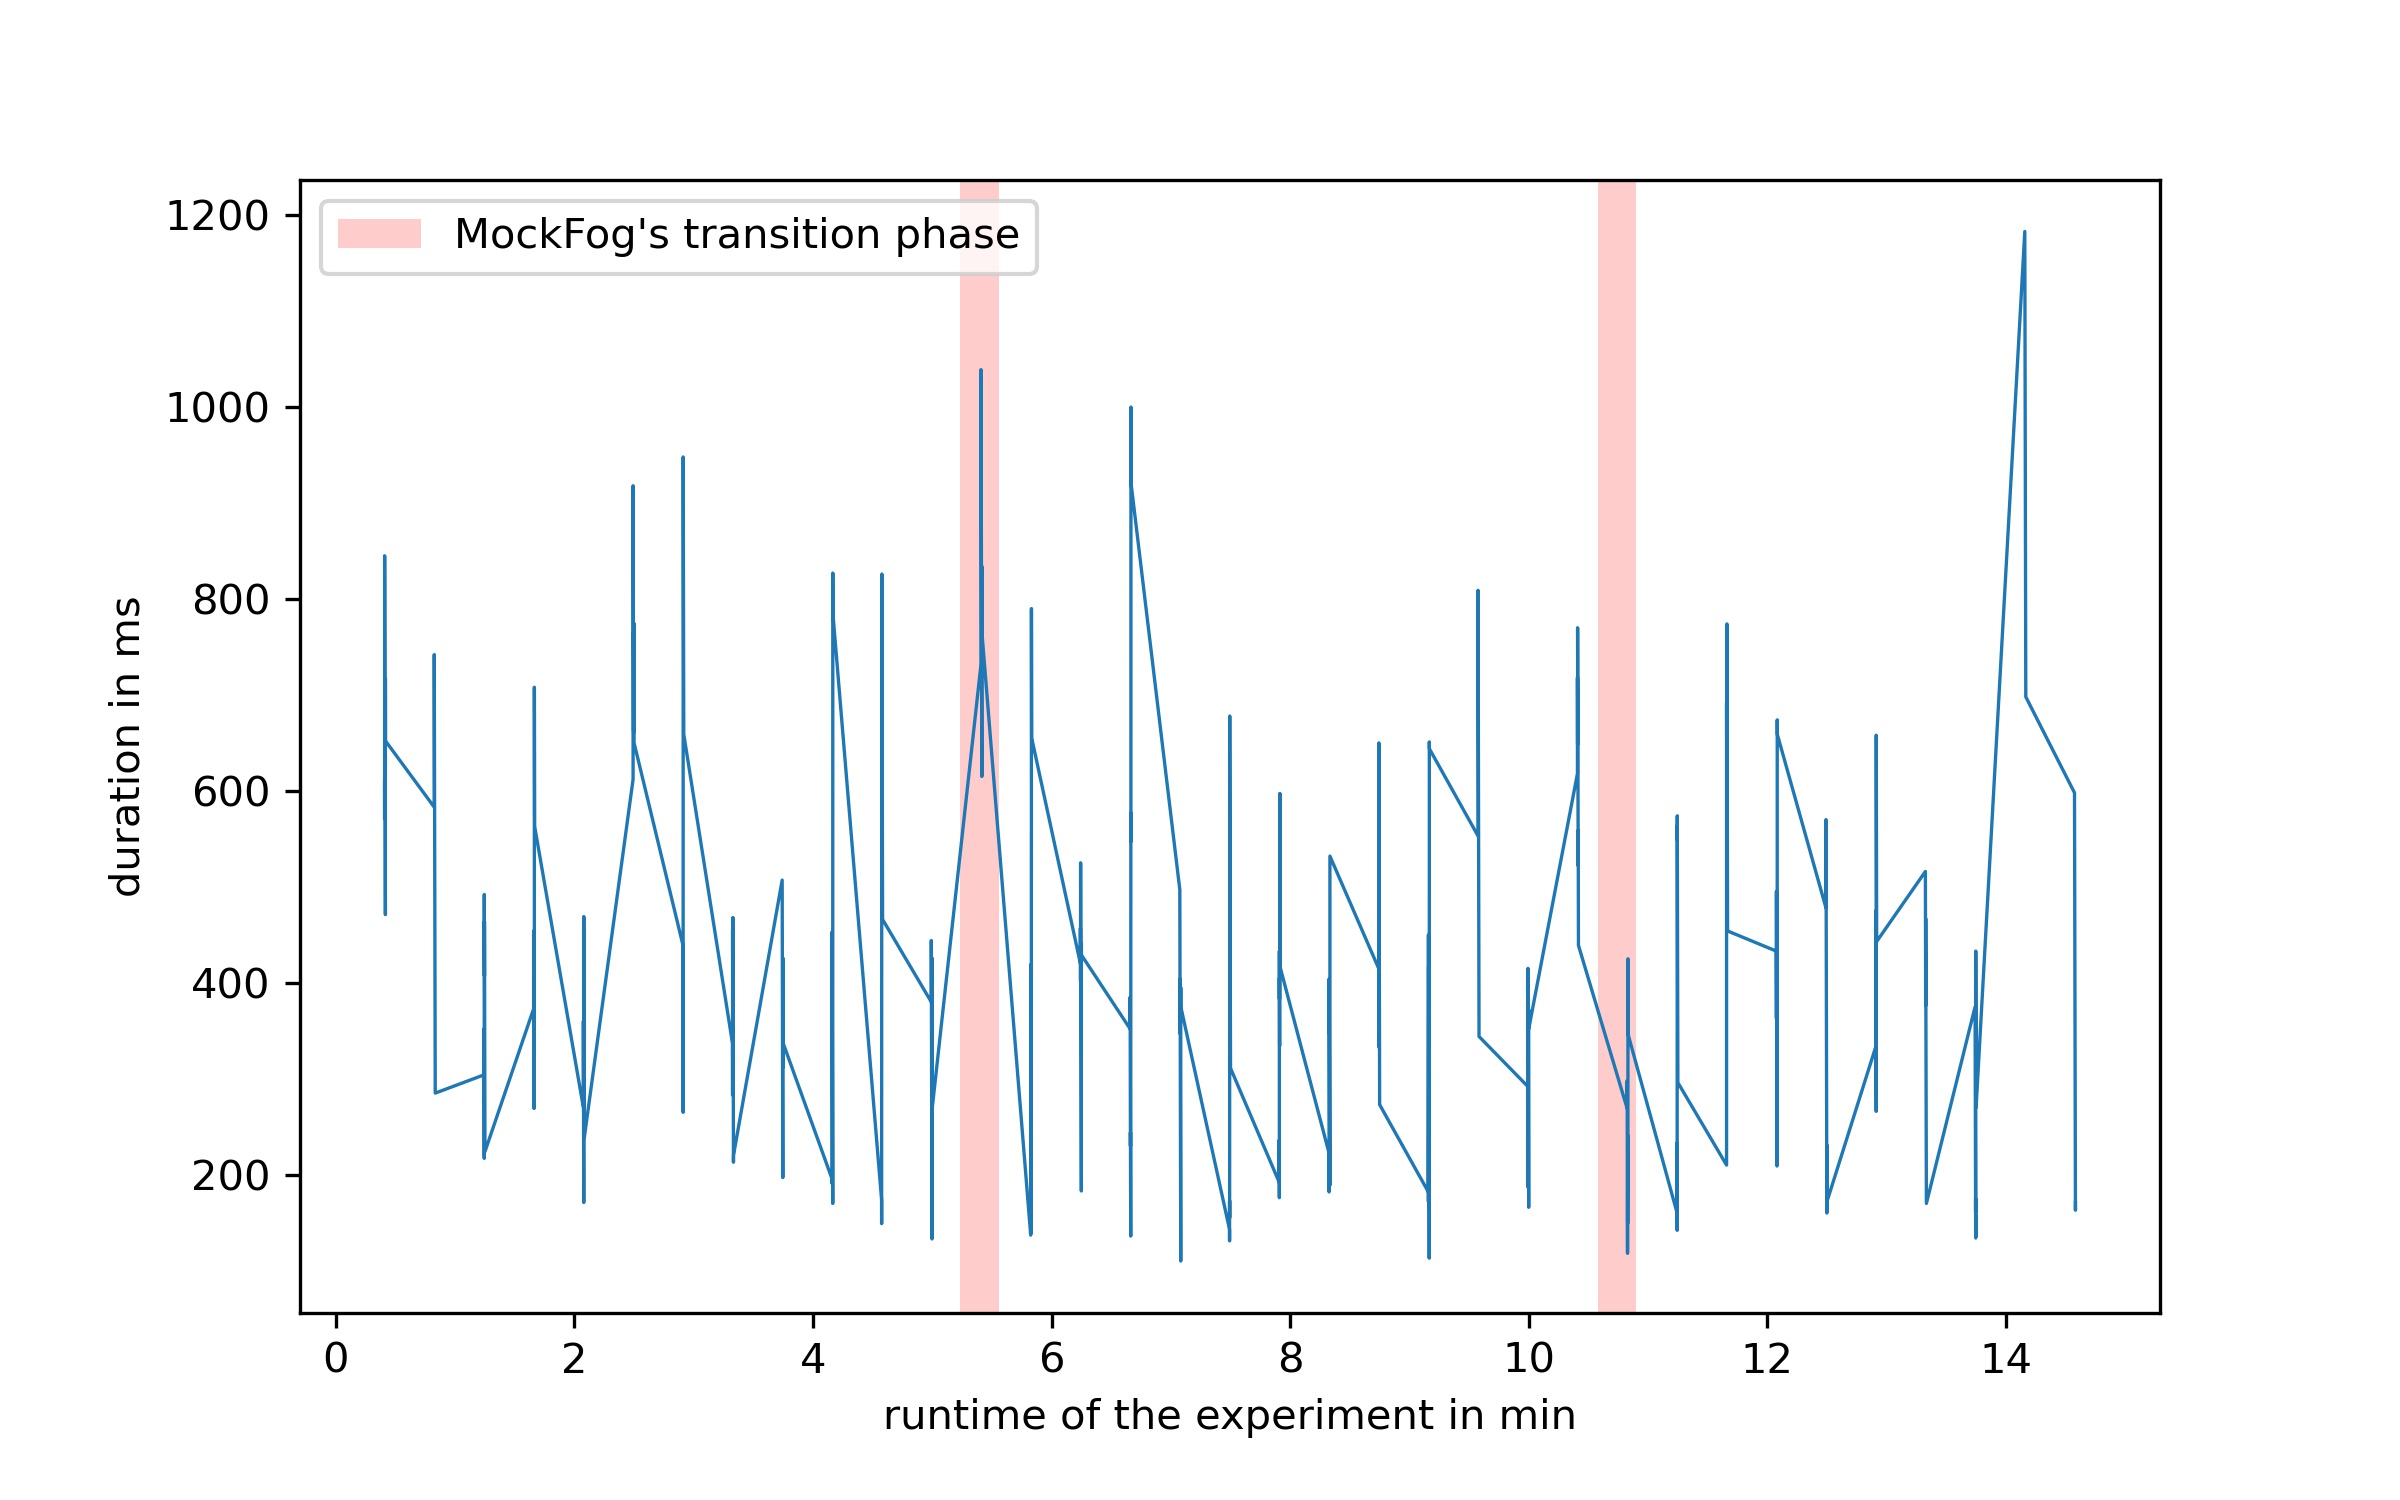 MockFog's transition phase
duration in ms
1200
1000
800
600
400
200
0 2 4 6 8 10 12 14
runtime of the experiment in min